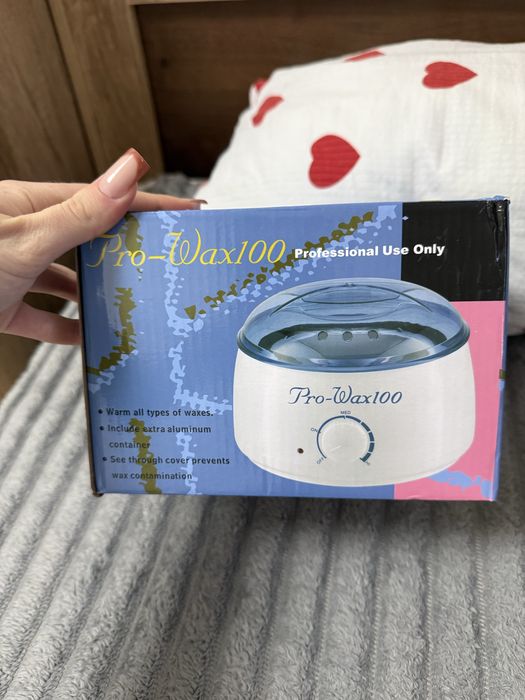 Pro-Wax100 Professional Use Only
Pro-Wax100
MED
• Warm all types of waxes.
• Include extra aluminum
container
• See through cover prevents
wax contamination